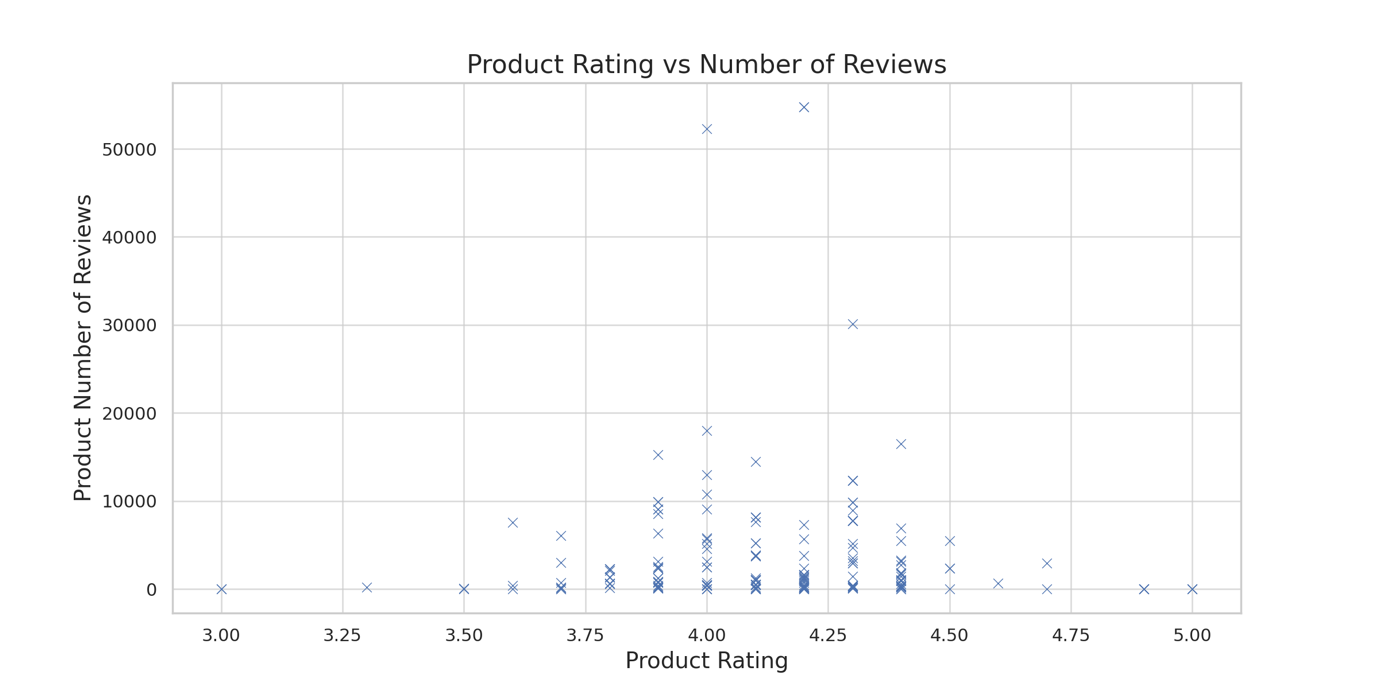 Product Rating vs Number of Reviews
Product Number of Reviews
50000
40000
30000
20000
10000
0
3.00 3.25 3.50 3.75 4.00 4.25 4.50 4.75 5.00
Product Rating